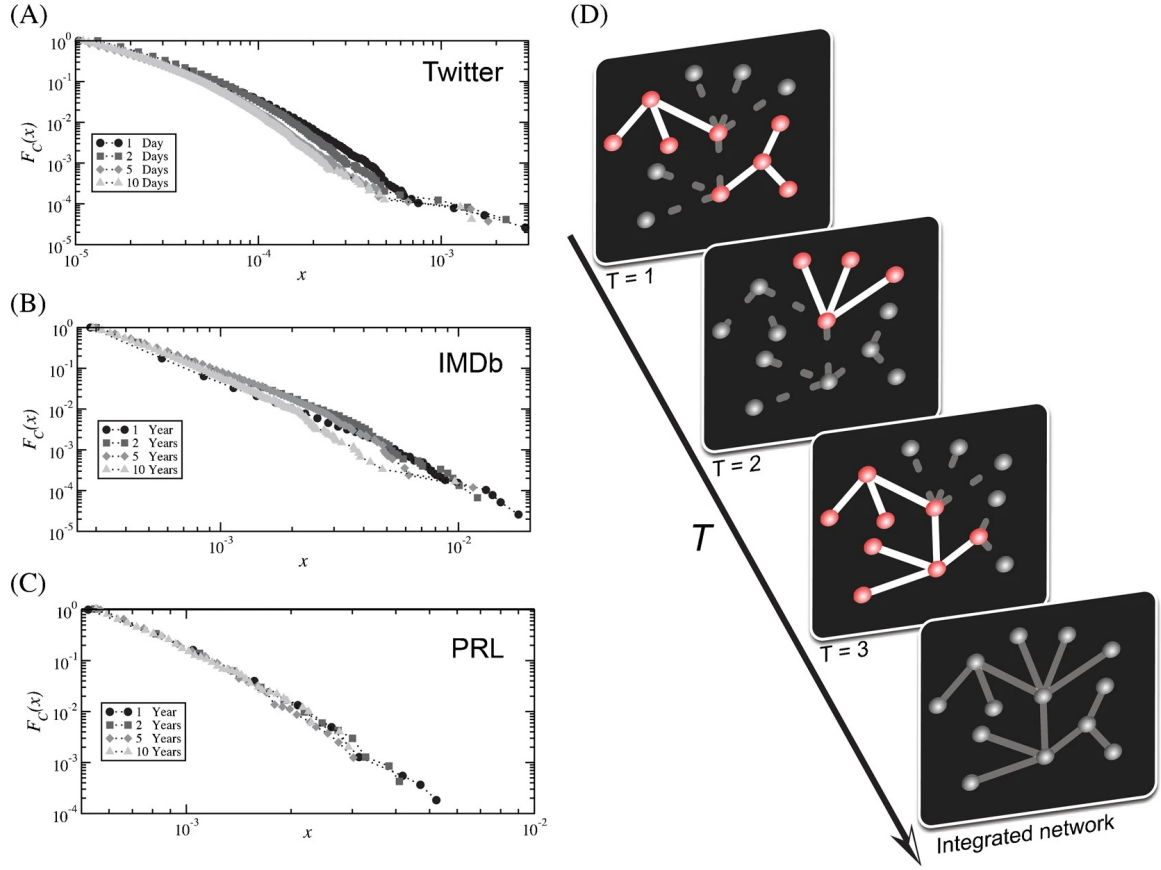 (A)
10^0
10^-1
10^-2
10^-3
10^-4
10^-5
F_C(x)
Twitter
1 Day
2 Days
5 Days
10 Days
10^-5
10^-4
10^-3
x
(B)
10^0
10^-1
10^-2
10^-3
10^-4
10^-5
F_C(x)
IMDb
1 Year
2 Years
5 Years
10 Years
10^-3
10^-2
x
(C)
10^0
10^-1
10^-2
10^-3
10^-4
F_C(x)
PRL
1 Year
2 Years
5 Years
10 Years
10^-3
10^-2
x
(D)
T = 1
T = 2
T
T = 3
Integrated network